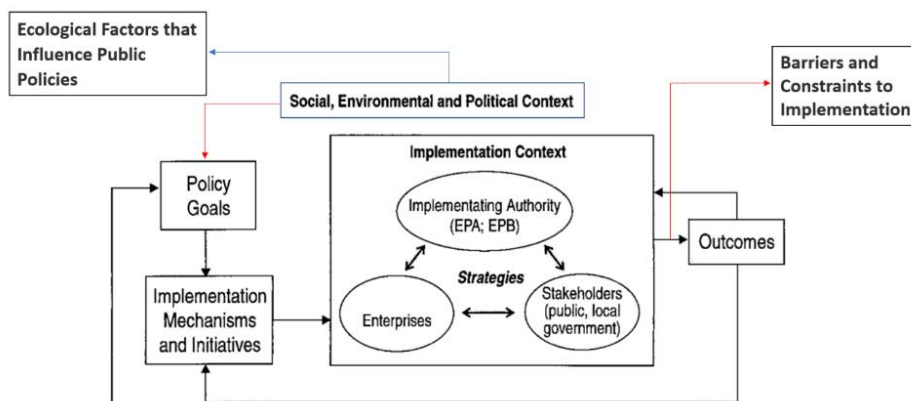 Ecological Factors that
Influence Public
Policies
Barriers and
Constraints to
Implementation
Social, Environmental and Political Context
Implementation Context
Policy
Goals
Implementating Authority
(EPA; EPB)
Outcomes
Strategies
Implementation
Mechanisms
and Initiatives
Enterprises
Stakeholders
(public, local
government)